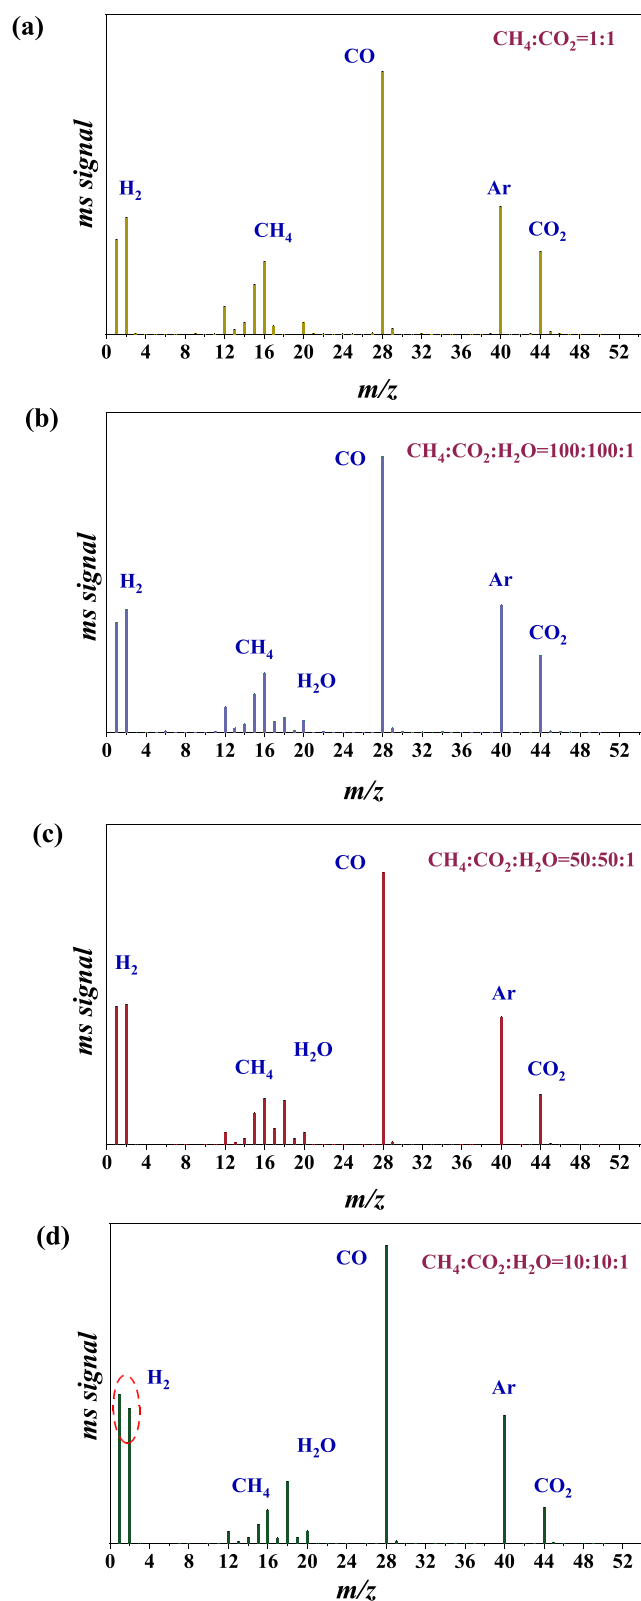 (a)
CH₄:CO₂=1:1
CO
H₂
Ar
CH₄
CO₂
ms signal
0 4 8 12 16 20 24 28 32 36 40 44 48 52
m/z
(b)
CH₄:CO₂:H₂O=100:100:1
CO
H₂
Ar
CH₄
CO₂
H₂O
ms signal
0 4 8 12 16 20 24 28 32 36 40 44 48 52
m/z
(c)
CH₄:CO₂:H₂O=50:50:1
CO
H₂
Ar
H₂O
CH₄
CO₂
ms signal
0 4 8 12 16 20 24 28 32 36 40 44 48 52
m/z
(d)
CH₄:CO₂:H₂O=10:10:1
CO
H₂
Ar
H₂O
CH₄
CO₂
ms signal
0 4 8 12 16 20 24 28 32 36 40 44 48 52
m/z